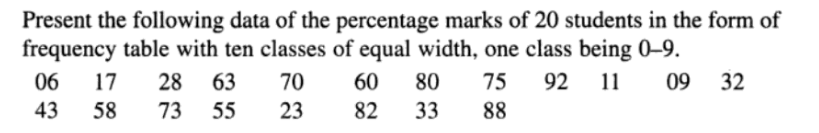 Present the following data of the percentage marks of 20 students in the form of
frequency table with ten classes of equal width, one class being 0–9.
06 17 28 63 70 60 80 75 92 11 09 32
43 58 73 55 23 82 33 88